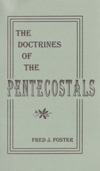 THE
DOCTRINES
OF THE
PENTECOSTALS
FRED J. FOSTER